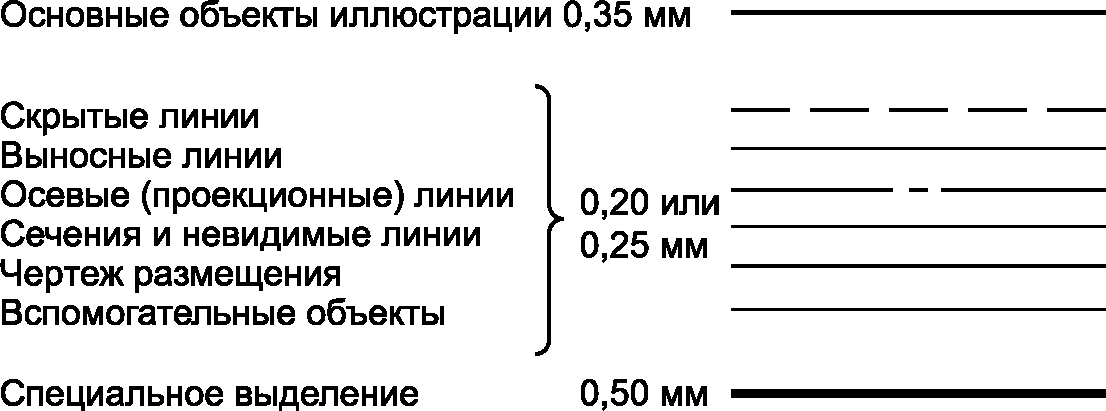 Основные объекты иллюстрации 0,35 мм
Скрытые линии
Выносные линии
Осевые (проекционные) линии
Сечения и невидимые линии
Чертеж размещения
Вспомогательные объекты
0,20 или
0,25 мм
Специальное выделение 0,50 мм